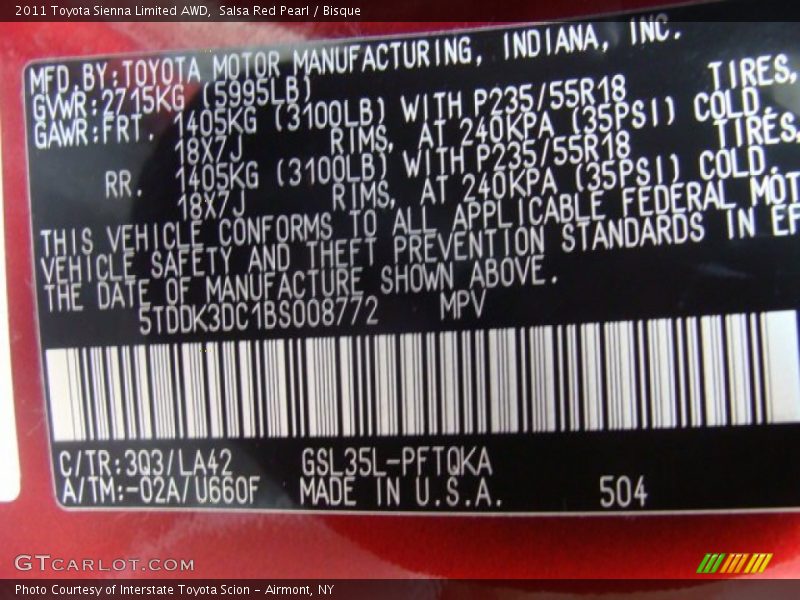 2011 Toyota Sienna Limited AWD,  Salsa Red Pearl / Bisque
MFD.BY:TOYOTA MOTOR MANUFACTURING, INDIANA, INC.
GVWR:2715KG (5995LB)
GAWR:FRT. 1405KG (3100LB) WITH P235/55R18 TIRES,
18X7J RIMS, AT 240KPA (35PSI) COLD.
RR. 1405KG (3100LB) WITH P235/55R18 TIRES,
18X7J RIMS, AT 240KPA (35PSI) COLD.
THIS VEHICLE CONFORMS TO ALL APPLICABLE FEDERAL MOT
VEHICLE SAFETY AND THEFT PREVENTION STANDARDS IN EF
THE DATE OF MANUFACTURE SHOWN ABOVE.
5TDDK3DC1BS008772 MPV
C/TR:3Q3/LA42 GSL35L-PFTQKA
A/TM:-02A/U660F MADE IN U.S.A. 504
GTCARLOT.COM
Photo Courtesy of Interstate Toyota Scion - Airmont, NY